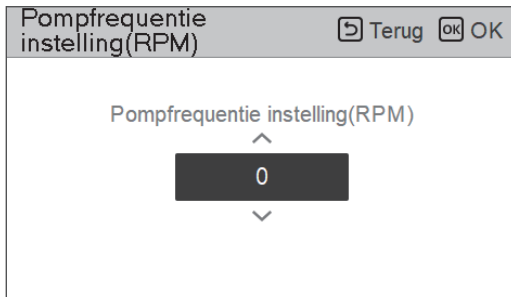 Pompfrequentie
instelling(RPM)
Terug OK OK
Pompfrequentie instelling(RPM)
0